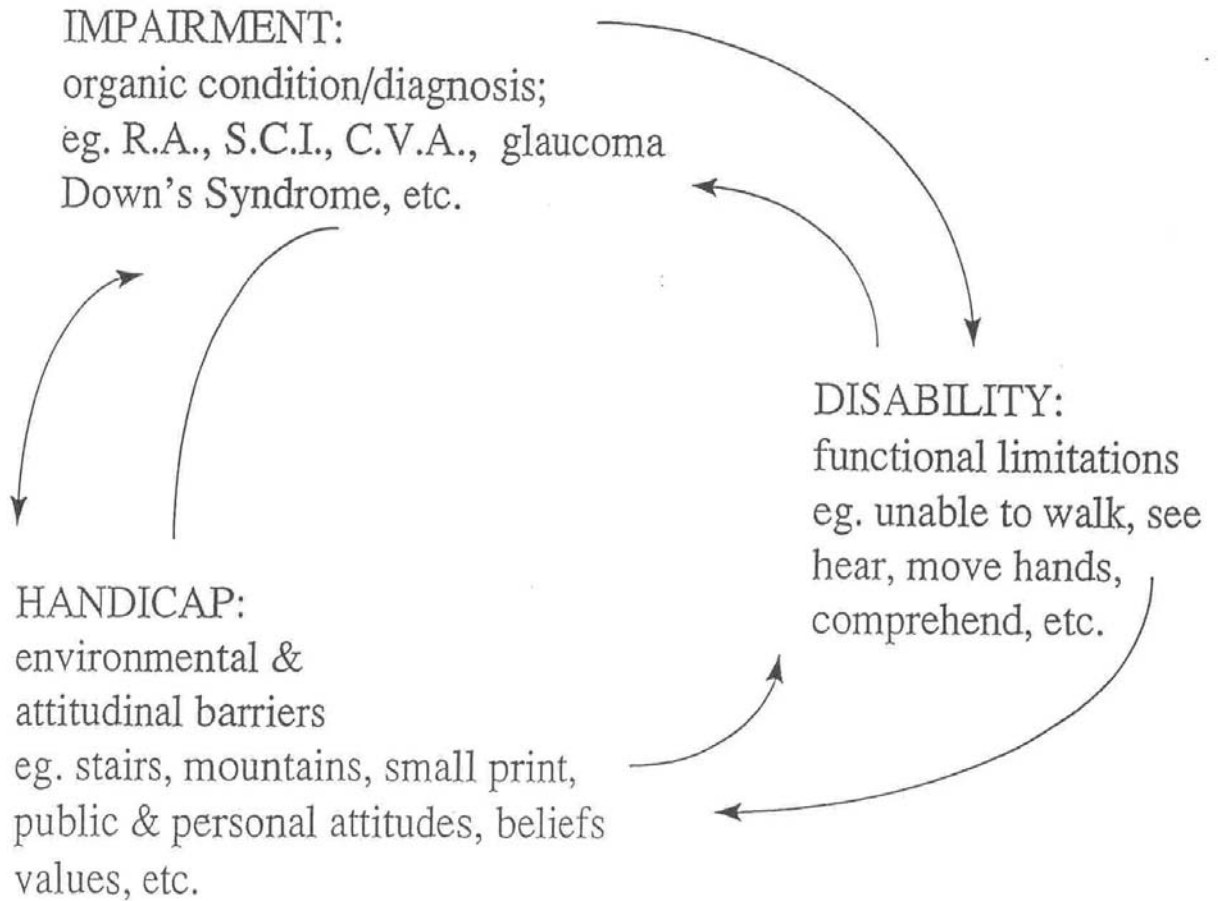 IMPAIRMENT:
organic condition/diagnosis;
eg. R.A., S.C.I., C.V.A., glaucoma
Down's Syndrome, etc.
DISABILITY:
functional limitations
eg. unable to walk, see
hear, move hands,
comprehend, etc.
HANDICAP:
environmental &
attitudinal barriers
eg. stairs, mountains, small print,
public & personal attitudes, beliefs
values, etc.